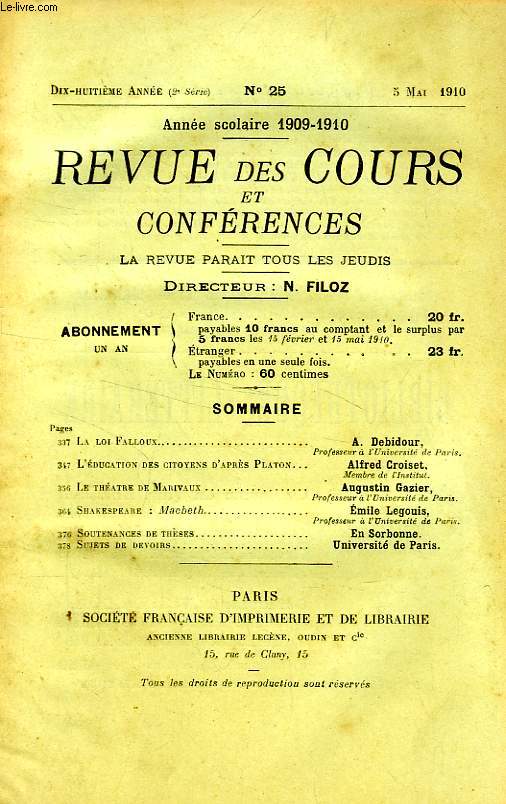 Le-livre.com
DIX-HUITIÈME ANNÉE (2e Série) No 25 5 MAI 1910
Année scolaire 1909-1910
REVUE DES COURS
ET
CONFÉRENCES
LA REVUE PARAIT TOUS LES JEUDIS
DIRECTEUR : N. FILOZ
ABONNEMENT
UN AN
France. . . . . . . . . . . . . . 20 fr.
payables 10 francs au comptant et le surplus par
5 francs les 15 février et 15 mai 1910.
Étranger . . . . . . . . . . . . . 23 fr.
payables en une seule fois.
LE NUMÉRO : 60 centimes
SOMMAIRE
Pages
337 LA LOI FALLOUX........................... A. Debidour,
Professeur à l'Université de Paris.
347 L'ÉDUCATION DES CITOYENS D'APRÈS PLATON... Alfred Croiset,
Membre de l'Institut.
356 LE THÉATRE DE MARIVAUX ................... Augustin Gazier,
Professeur à l'Université de Paris.
364 SHAKESPEARE : Macbeth................... Émile Legouis,
Professeur à l'Université de Paris.
376 SOUTENANCES DE THÈSES.................... En Sorbonne.
378 SUJETS DE DEVOIRS........................ Université de Paris.
PARIS
SOCIÉTÉ FRANÇAISE D'IMPRIMERIE ET DE LIBRAIRIE
ANCIENNE LIBRAIRIE LECÈNE, OUDIN ET Cie
15, rue de Cluny, 15
Tous les droits de reproduction sont réservés